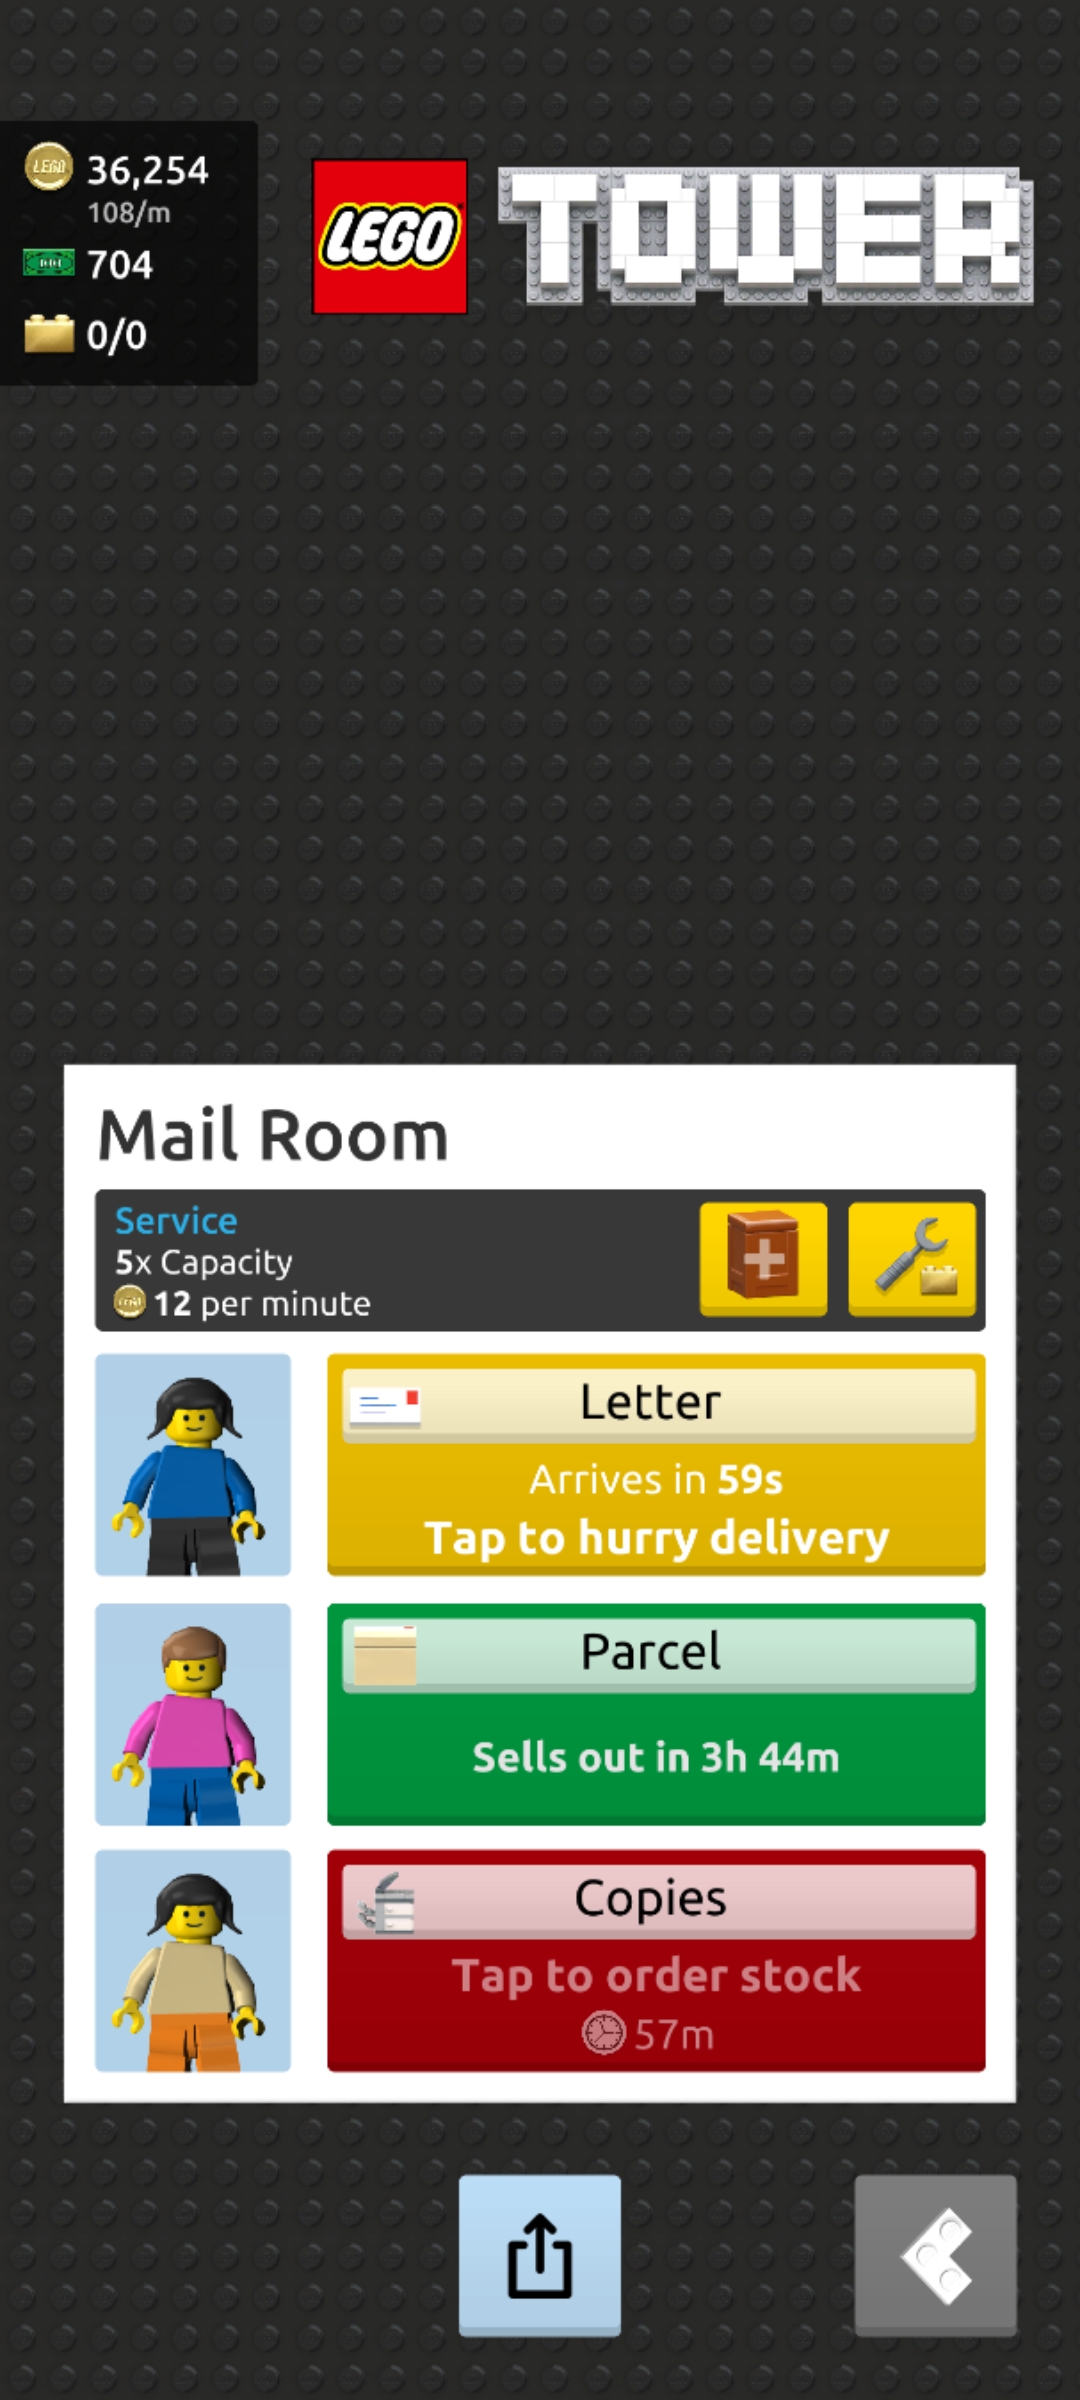 36,254
108/m
704
0/0
LEGO
TOWER
Mail Room
Service
5x Capacity
12 per minute
Letter
Arrives in 59s
Tap to hurry delivery
Parcel
Sells out in 3h 44m
Copies
Tap to order stock
57m